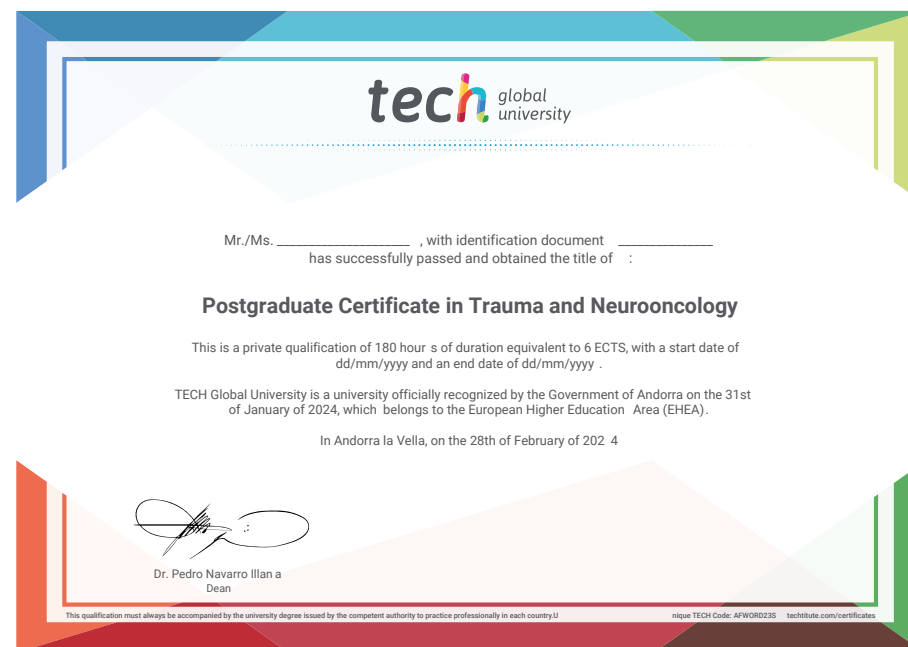 tech global
university
Mr./Ms. _____________________ , with identification document _______________
has successfully passed and obtained the title of :
Postgraduate Certificate in Trauma and Neurooncology
This is a private qualification of 180 hour s of duration equivalent to 6 ECTS, with a start date of
dd/mm/yyyy and an end date of dd/mm/yyyy .
TECH Global University is a university officially recognized by the Government of Andorra on the 31st
of January of 2024, which belongs to the European Higher Education Area (EHEA).
In Andorra la Vella, on the 28th of February of 202 4
Dr. Pedro Navarro Illan a
Dean
This qualification must always be accompanied by the university degree issued by the competent authority to practice professionally in each country.U nique TECH Code: AFWORD23S techtitute.com/certificates